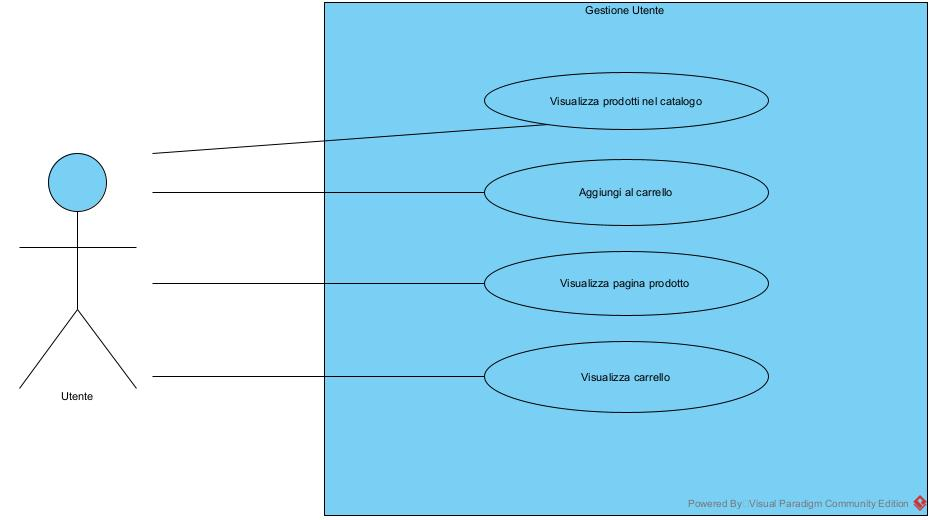 Gestione Utente
Visualizza prodotti nel catalogo
Aggiungi al carrello
Visualizza pagina prodotto
Visualizza carrello
Utente
Powered By Visual Paradigm Community Edition